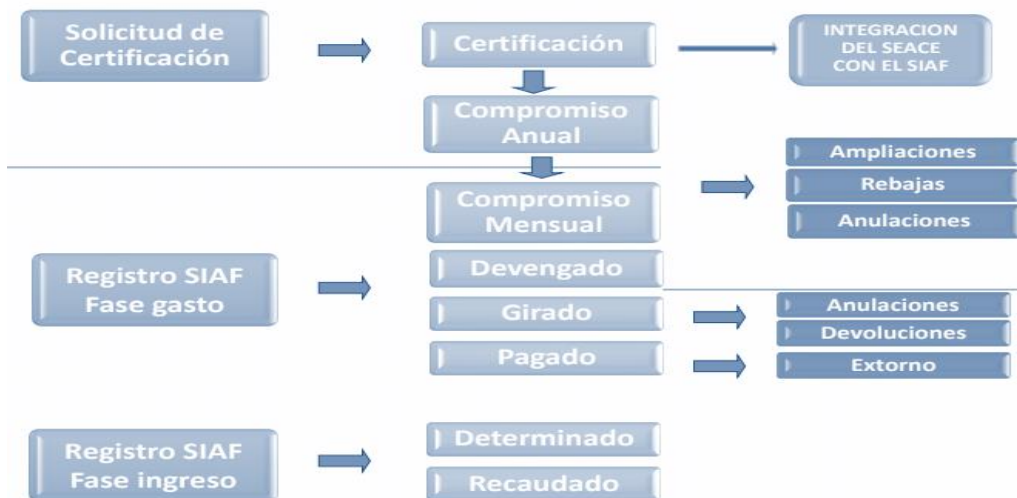 Solicitud de
Certificación
Certificación
INTEGRACION
DEL SEACE
CON EL SIAF
Compromiso
Anual
Ampliaciones
Rebajas
Anulaciones
Compromiso
Mensual
Registro SIAF
Fase gasto
Devengado
Girado
Pagado
Anulaciones
Devoluciones
Extorno
Registro SIAF
Fase ingreso
Determinado
Recaudado